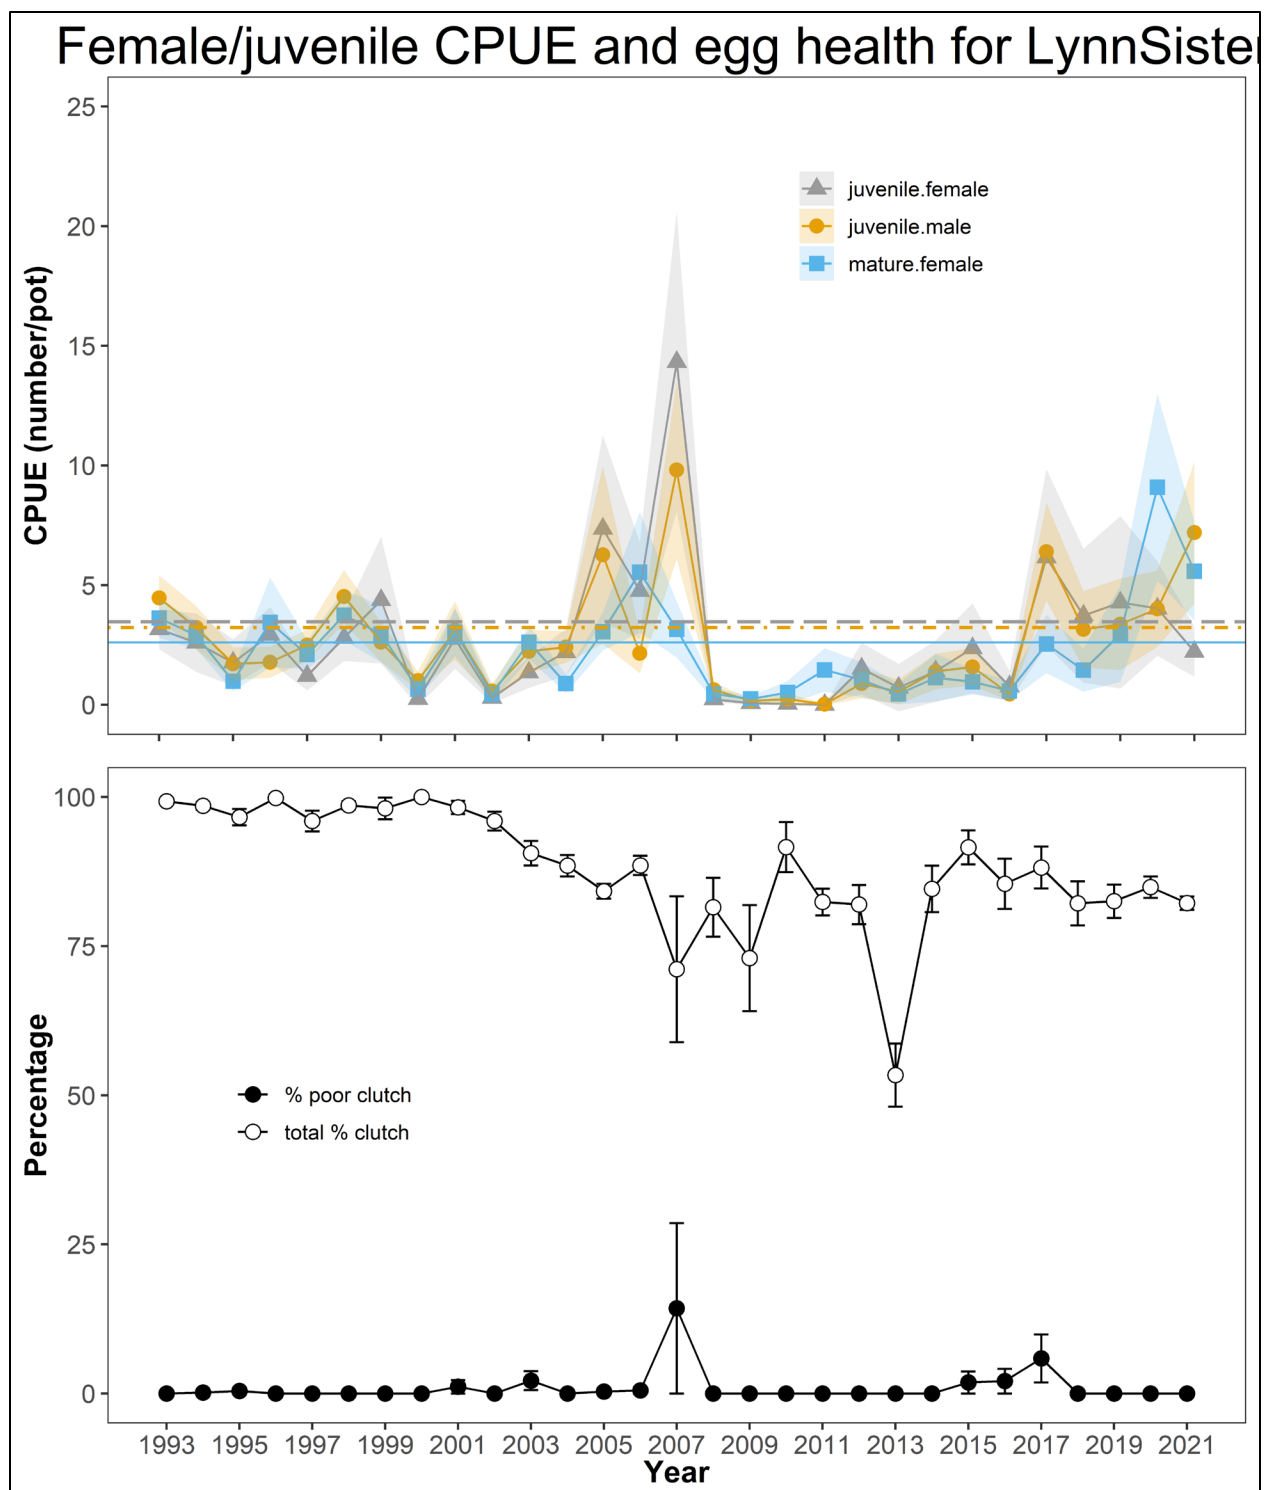 Female/juvenile CPUE and egg health for LynnSister
25
20
15
10
5
0
CPUE (number/pot)
juvenile.female
juvenile.male
mature.female
100
75
50
25
0
Percentage
% poor clutch
total % clutch
1993 1995 1997 1999 2001 2003 2005 2007 2009 2011 2013 2015 2017 2019 2021
Year